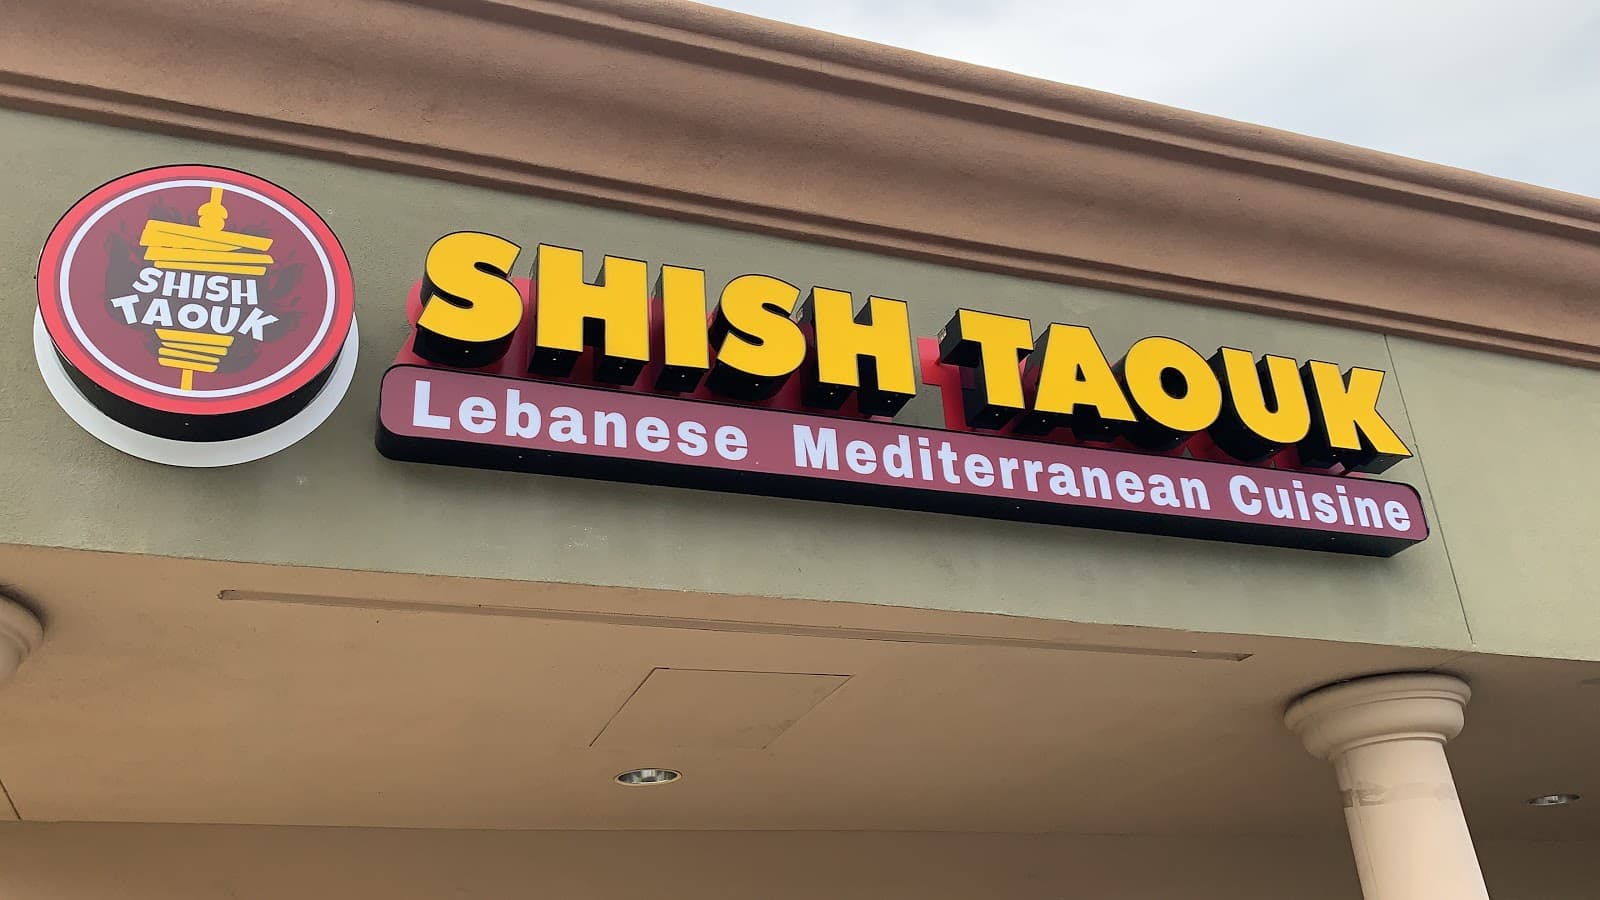 SHISH
TAOUK
SHISH TAOUK
Lebanese Mediterranean Cuisine